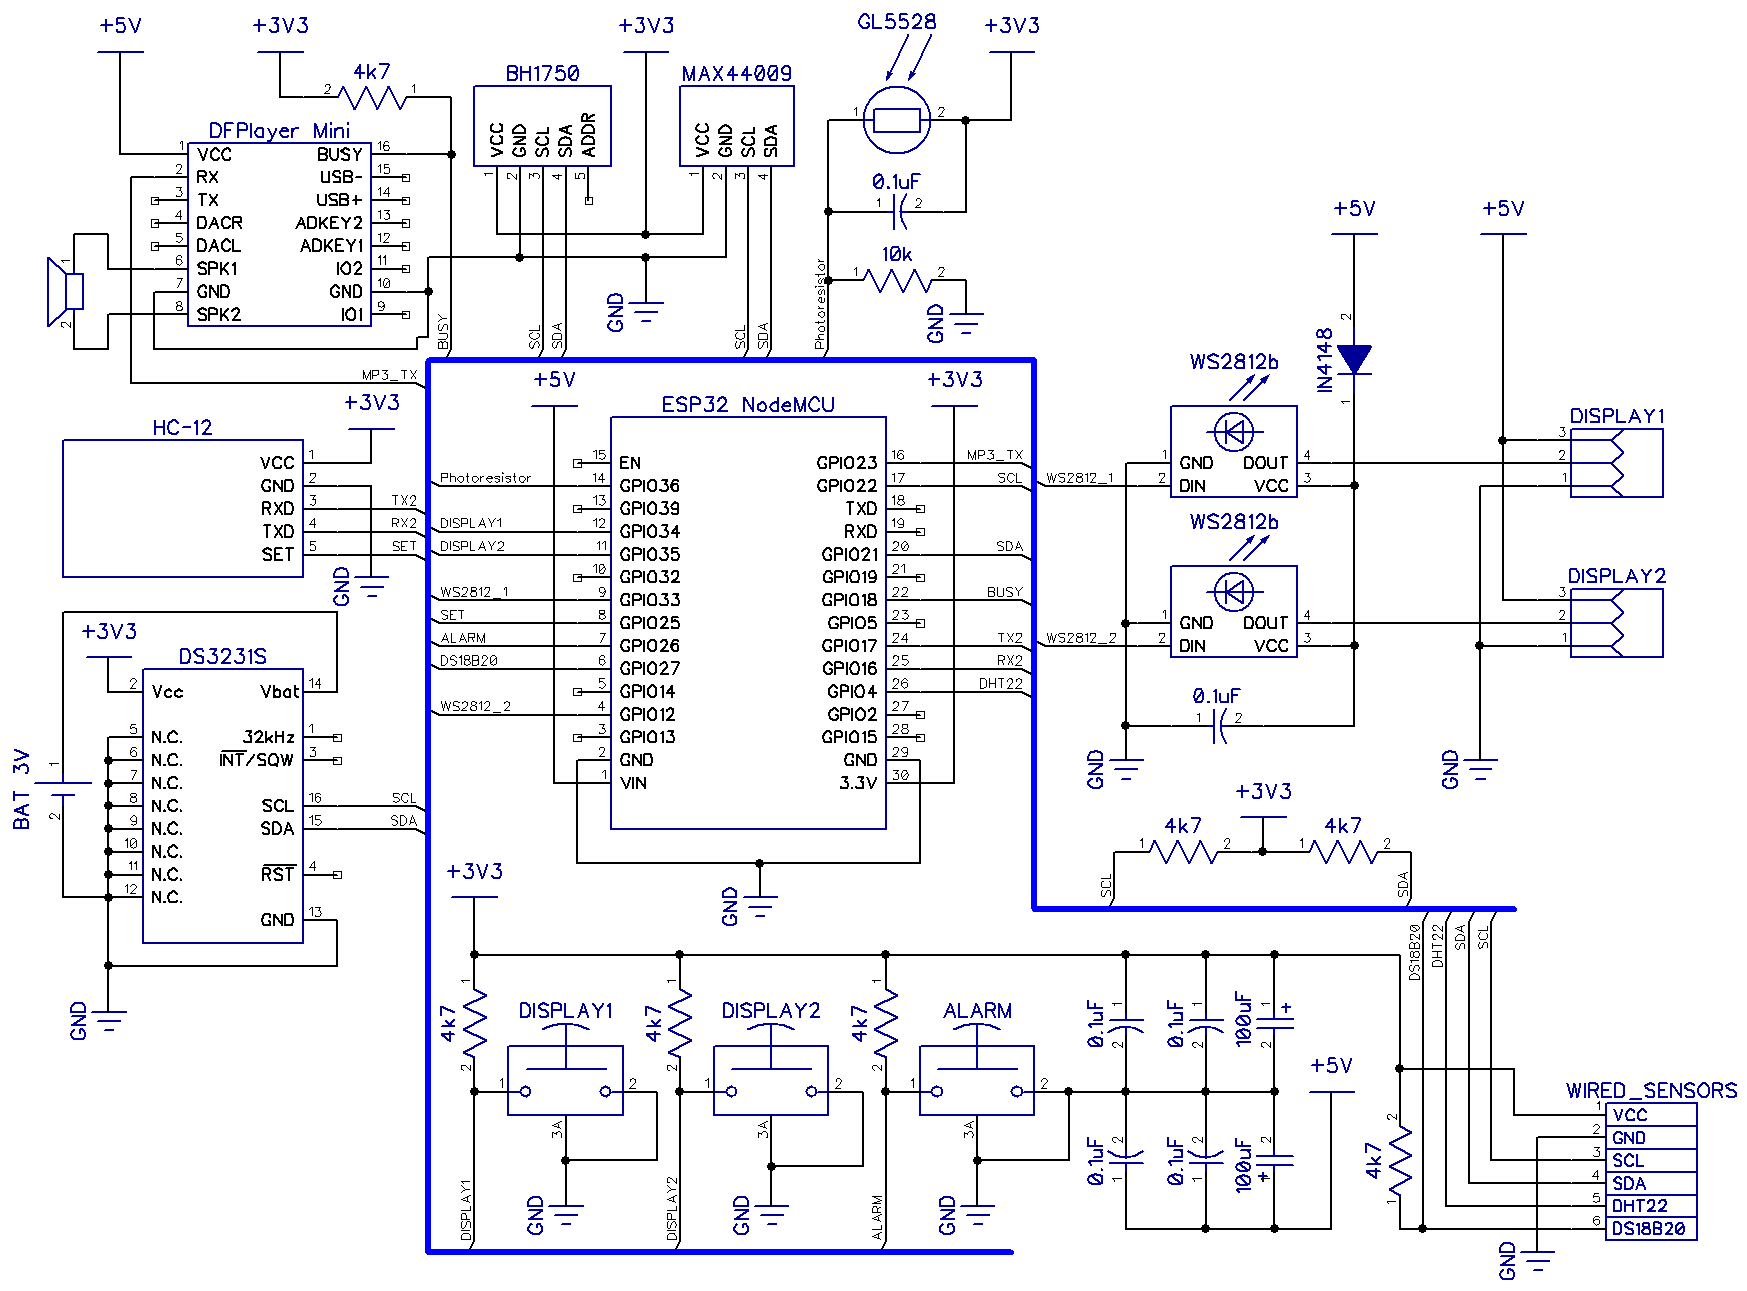 +5V
+3V3
4k7
2
1
DFPlayer Mini
1 VCC
2 RX
3 TX
4 DACR
5 DACL
6 SPK1
7 GND
8 SPK2
BUSY 16
USB- 15
USB+ 14
ADKEY2 13
ADKEY1 12
IO2 11
GND 10
IO1 9
1
2
BUSY
MP3_TX
BH1750
VCC GND SCL SDA ADDR
1 2 3 4 5
SCL
SDA
+3V3
GND
MAX44009
VCC GND SCL SDA
1 2 3 4
SCL
SDA
GL5528
1
2
+3V3
0.1uF
1
2
10k
1
2
Photoresistor
GND
HC-12
+3V3
VCC 1
GND 2
RXD 3 TX2
TXD 4 RX2
SET 5 SET
GND
DS3231S
+3V3
2 Vcc
5 N.C.
6 N.C.
7 N.C.
8 N.C.
9 N.C.
10 N.C.
11 N.C.
12 N.C.
Vbat 14
32kHz 1
INT/SQW 3
SCL 16 SCL
SDA 15 SDA
RST 4
GND 13
BAT 3V
1
2
GND
ESP32 NodeMCU
+5V
+3V3
15 EN
Photoresistor 14 GPIO36
13 GPIO39
DISPLAY1 12 GPIO34
DISPLAY2 11 GPIO35
10 GPIO32
WS2812_1 9 GPIO33
SET 8 GPIO25
ALARM 7 GPIO26
DS18B20 6 GPIO27
5 GPIO14
WS2812_2 4 GPIO12
3 GPIO13
2 GND
1 VIN
GPIO23 16 MP3_TX
GPIO22 17 SCL
TXD 18
RXD 19
GPIO21 20 SDA
GPIO19 21
GPIO18 22 BUSY
GPIO5 23
GPIO17 24 TX2
GPIO16 25 RX2
GPIO4 26 DHT22
GPIO2 27
GPIO15 28
GND 29
3.3V 30
GND
+5V
2
IN4148
1
+5V
WS2812b
1 GND
WS2812_1 2 DIN
DOUT 4
VCC 3
WS2812b
1 GND
WS2812_2 2 DIN
DOUT 4
VCC 3
0.1uF
1
2
GND
DISPLAY1
3
2
1
DISPLAY2
3
2
1
GND
+3V3
4k7
1
2
4k7
1
2
SCL
SDA
+3V3
1
4k7
2
DISPLAY1
1
2
3A
GND
DISPLAY1
1
4k7
2
DISPLAY2
1
2
3A
GND
DISPLAY2
1
4k7
2
ALARM
1
2
3A
GND
ALARM
1
0.1uF
2
1
0.1uF
2
1
100uF
+
2
2
0.1uF
1
2
0.1uF
1
2
100uF
+
1
+5V
DS18B20
DHT22
SDA
SCL
2
4k7
1
WIRED_SENSORS
1 VCC
2 GND
3 SCL
4 SDA
5 DHT22
6 DS18B20
GND